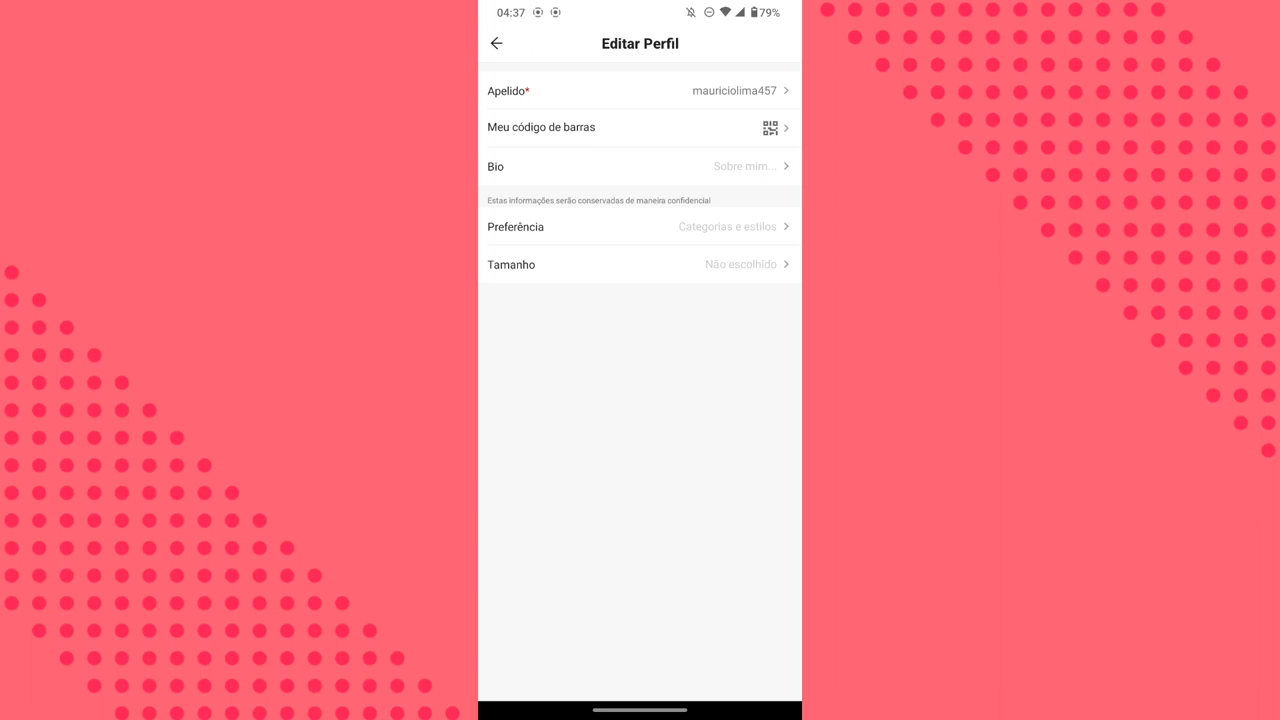 04:37 79%
Editar Perfil
Apelido* mauriciolima457
Meu código de barras
Bio Sobre mim...
Estas informações serão conservadas de maneira confidencial
Preferência Categorias e estilos
Tamanho Não escolhido